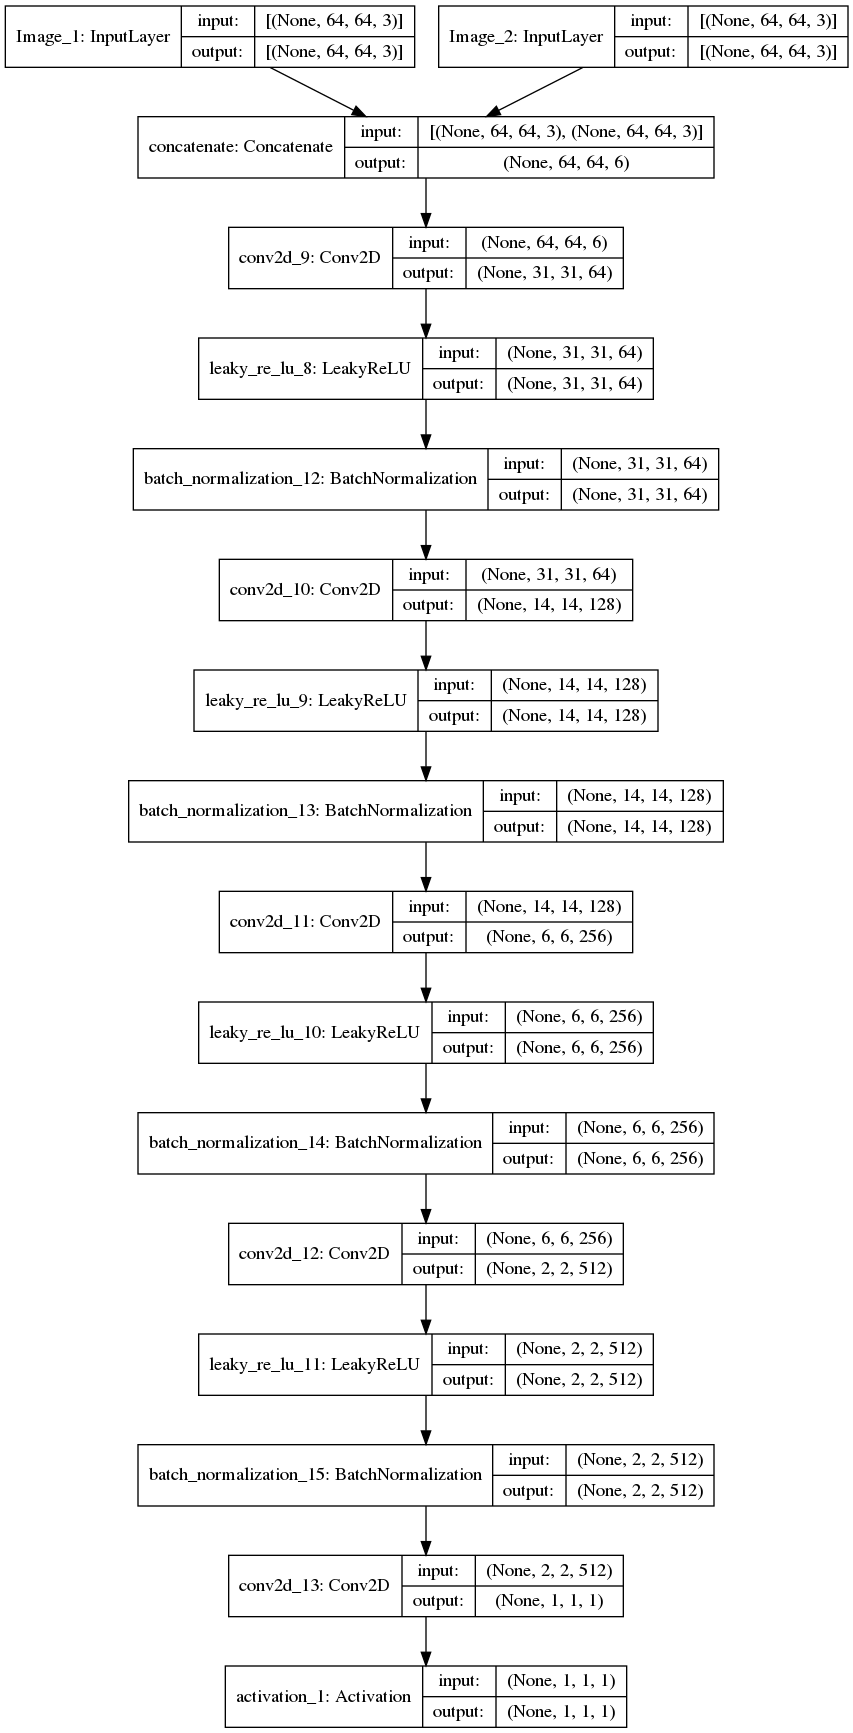 Image_1: InputLayer
input: [(None, 64, 64, 3)]
output: [(None, 64, 64, 3)]
Image_2: InputLayer
input: [(None, 64, 64, 3)]
output: [(None, 64, 64, 3)]
concatenate: Concatenate
input: [(None, 64, 64, 3), (None, 64, 64, 3)]
output: (None, 64, 64, 6)
conv2d_9: Conv2D
input: (None, 64, 64, 6)
output: (None, 31, 31, 64)
leaky_re_lu_8: LeakyReLU
input: (None, 31, 31, 64)
output: (None, 31, 31, 64)
batch_normalization_12: BatchNormalization
input: (None, 31, 31, 64)
output: (None, 31, 31, 64)
conv2d_10: Conv2D
input: (None, 31, 31, 64)
output: (None, 14, 14, 128)
leaky_re_lu_9: LeakyReLU
input: (None, 14, 14, 128)
output: (None, 14, 14, 128)
batch_normalization_13: BatchNormalization
input: (None, 14, 14, 128)
output: (None, 14, 14, 128)
conv2d_11: Conv2D
input: (None, 14, 14, 128)
output: (None, 6, 6, 256)
leaky_re_lu_10: LeakyReLU
input: (None, 6, 6, 256)
output: (None, 6, 6, 256)
batch_normalization_14: BatchNormalization
input: (None, 6, 6, 256)
output: (None, 6, 6, 256)
conv2d_12: Conv2D
input: (None, 6, 6, 256)
output: (None, 2, 2, 512)
leaky_re_lu_11: LeakyReLU
input: (None, 2, 2, 512)
output: (None, 2, 2, 512)
batch_normalization_15: BatchNormalization
input: (None, 2, 2, 512)
output: (None, 2, 2, 512)
conv2d_13: Conv2D
input: (None, 2, 2, 512)
output: (None, 1, 1, 1)
activation_1: Activation
input: (None, 1, 1, 1)
output: (None, 1, 1, 1)